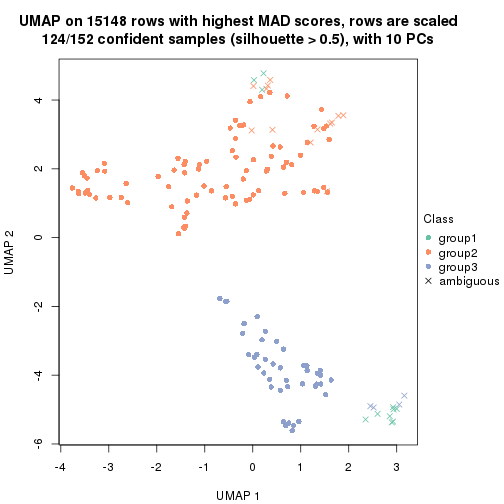 UMAP on 15148 rows with highest MAD scores, rows are scaled
124/152 confident samples (silhouette > 0.5), with 10 PCs
UMAP 2
4
2
0
-2
-4
-6
-4
-3
-2
-1
0
1
2
3
UMAP 1
Class
group1
group2
group3
ambiguous